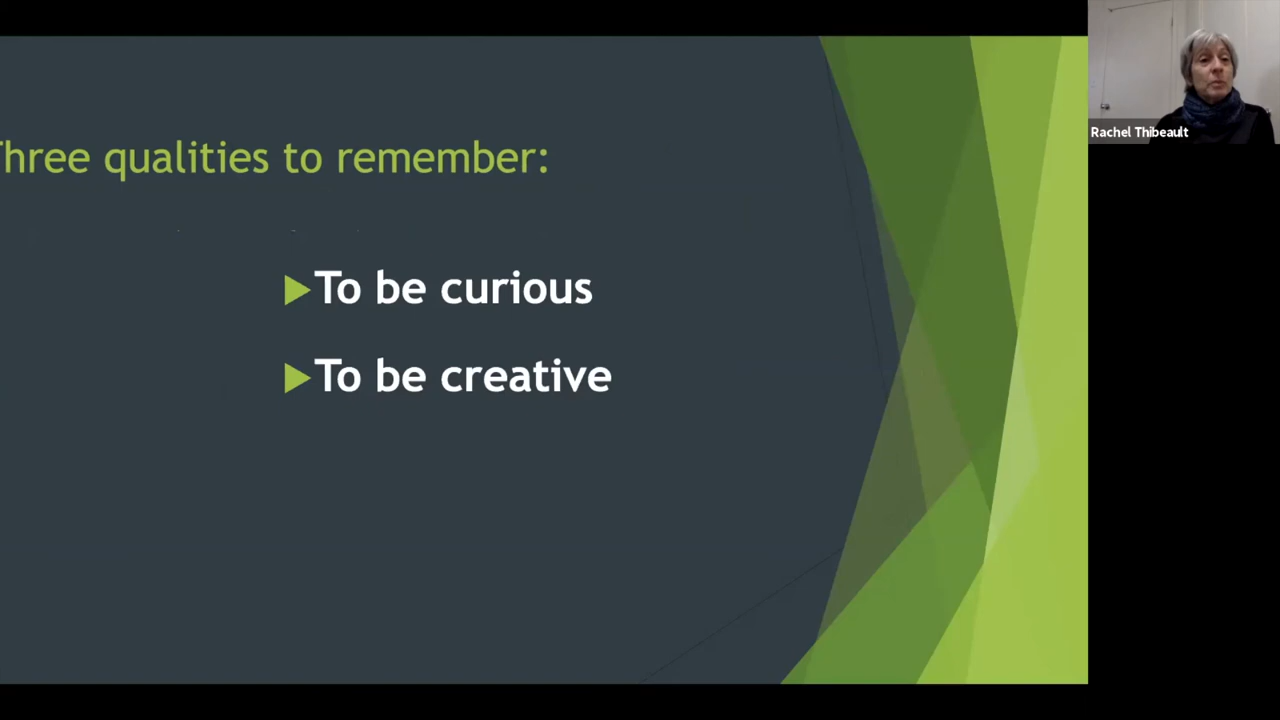 Three qualities to remember:
To be curious
To be creative
Rachel Thibeault